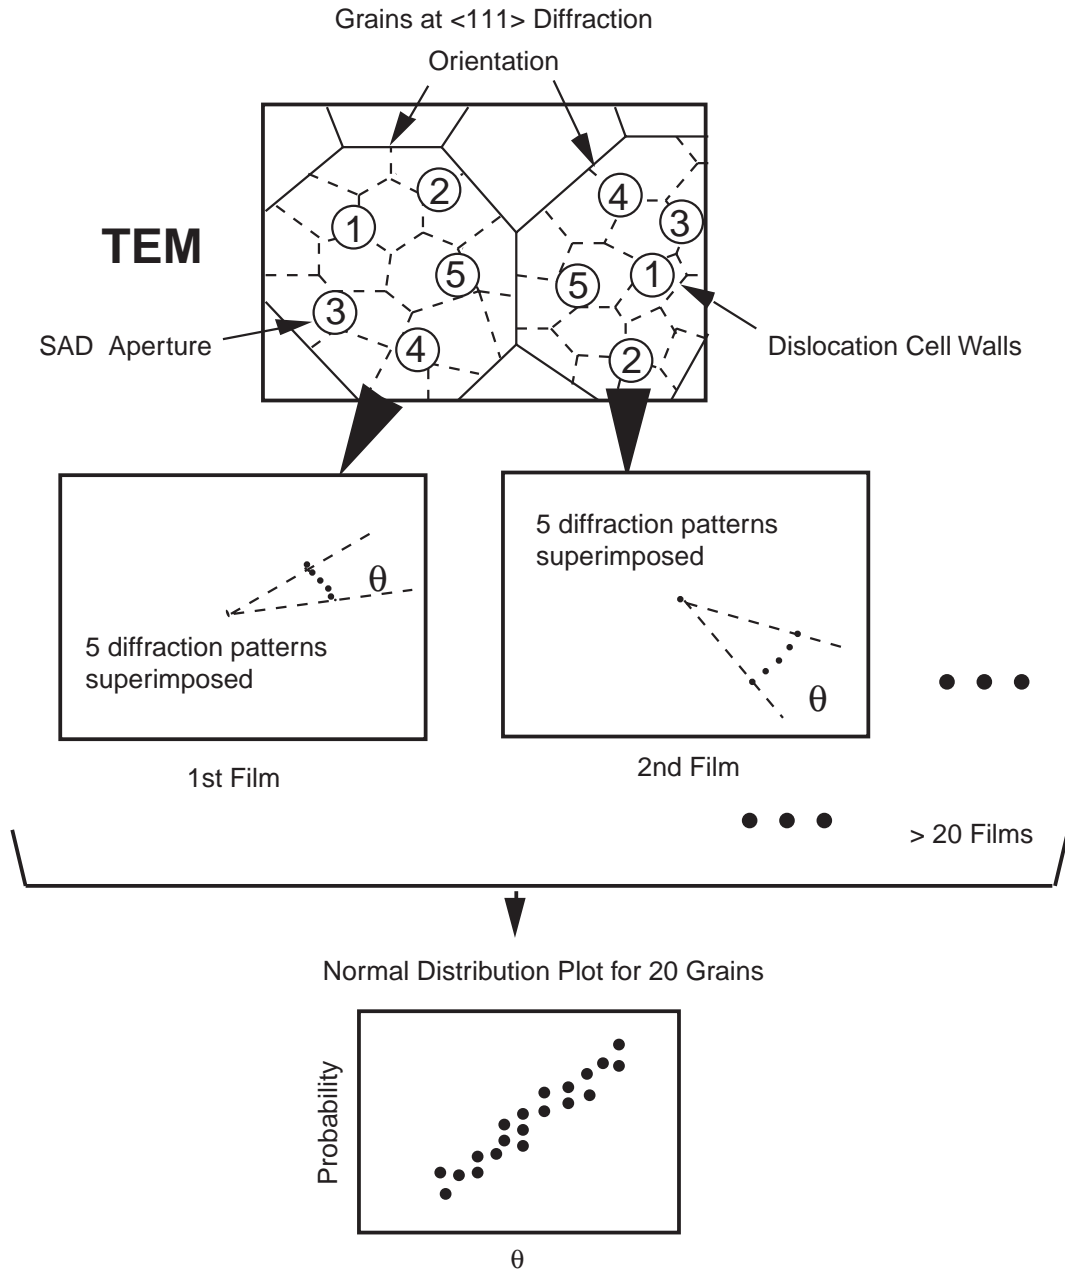 Grains at <111> Diffraction
Orientation
TEM
1
2
3
4
5
4
3
1
5
2
SAD Aperture
Dislocation Cell Walls
θ
5 diffraction patterns
superimposed
1st Film
5 diffraction patterns
superimposed
θ
2nd Film
> 20 Films
Normal Distribution Plot for 20 Grains
Probability
θ